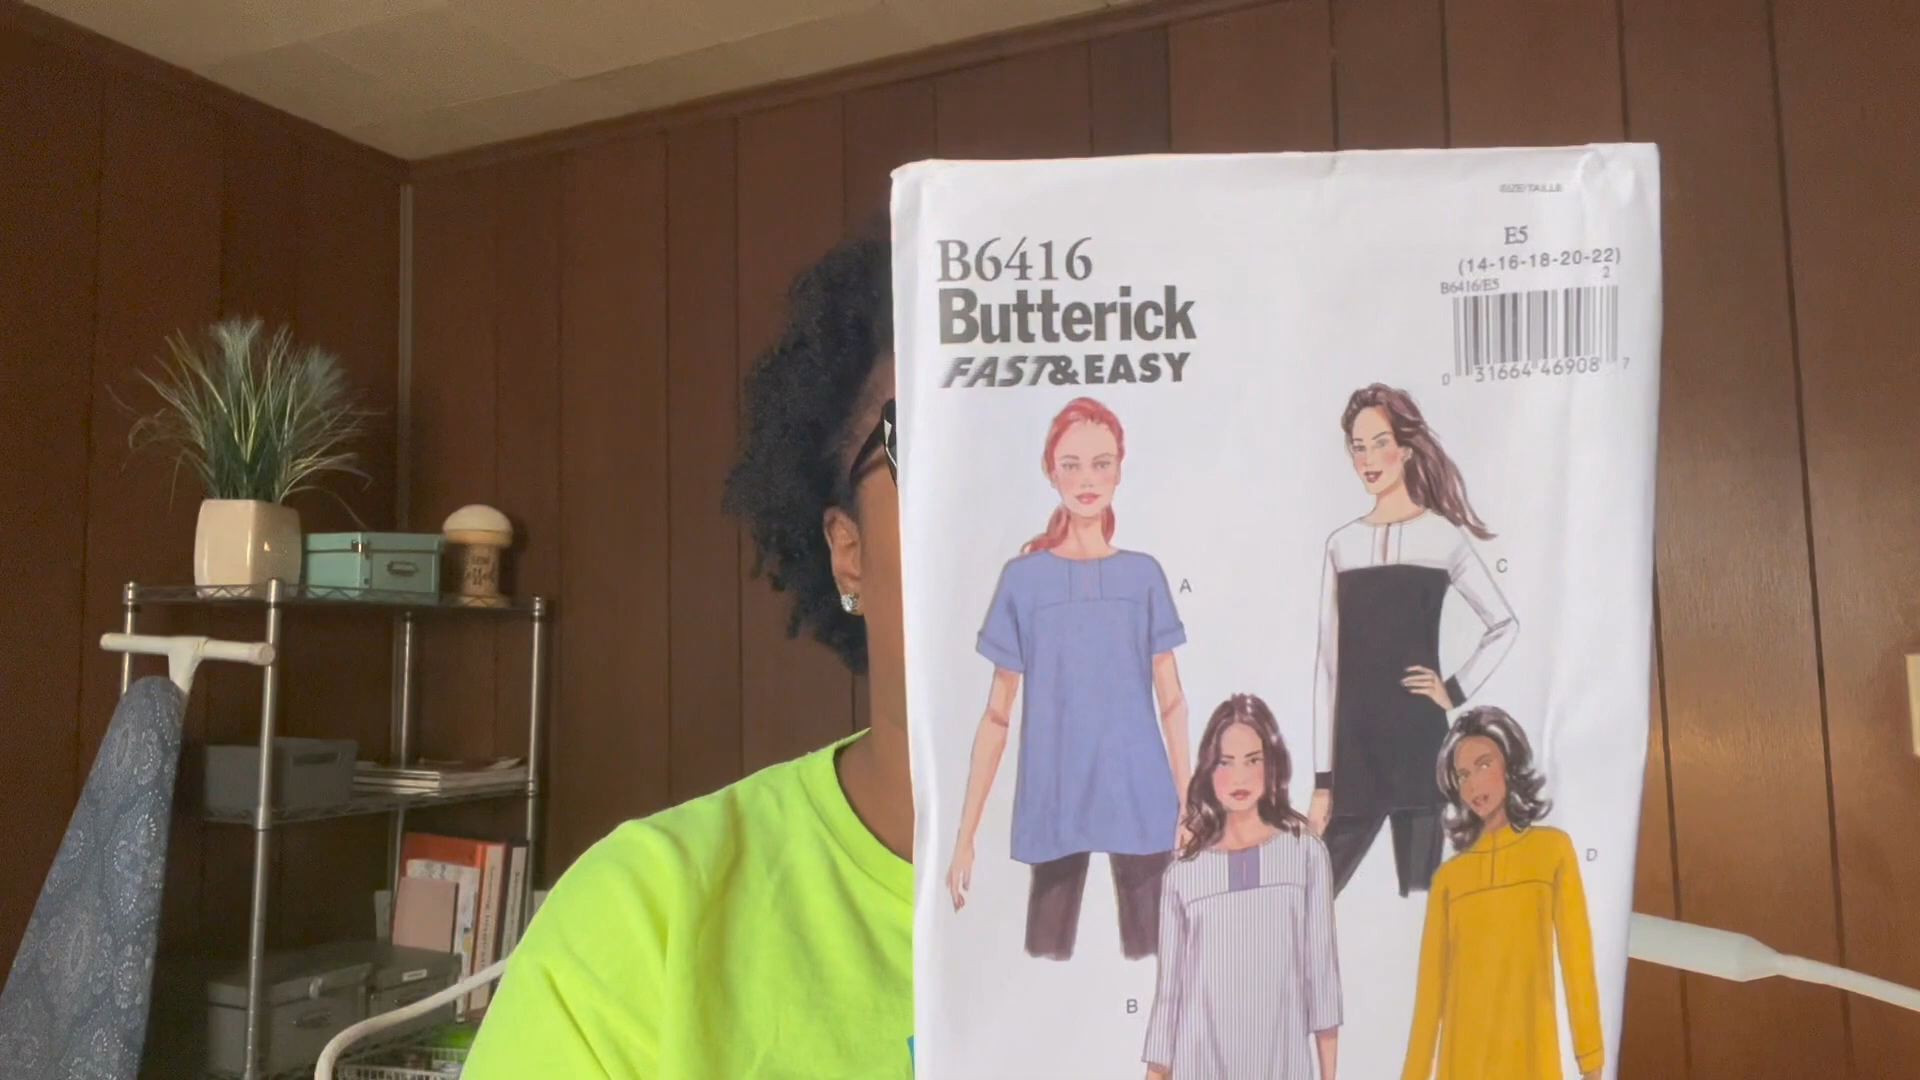 SIZE/TAILLE
B6416
Butterick
FAST&EASY
E5
(14-16-18-20-22)
B6416/E5
2
0 31664 46908 7
A
C
B
D